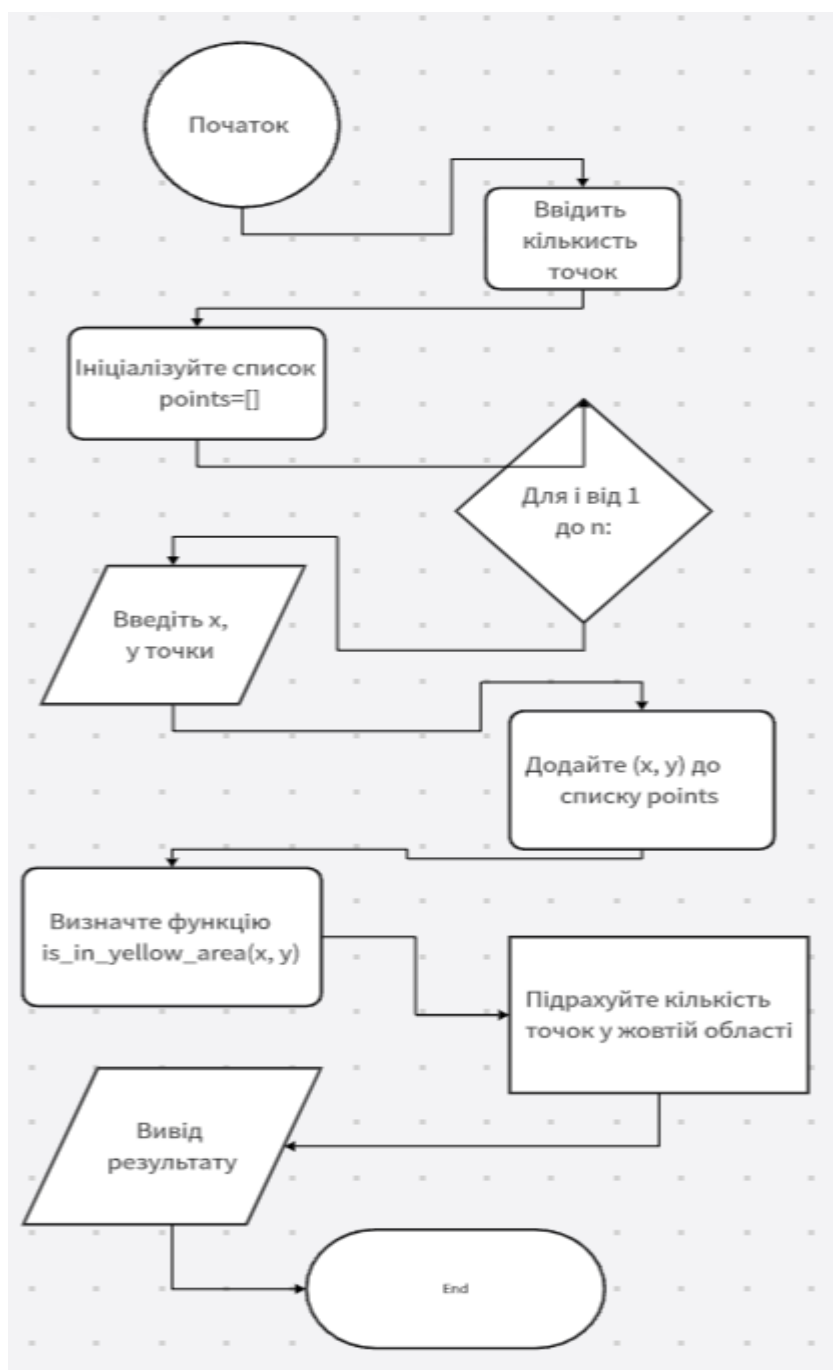 Початок
Ввідить
кількисть
точок
Ініціалізуйте список
points=[]
Для і від 1
до n:
Введіть х,
у точки
Додайте (х, у) до
списку points
Визначте функцію
is_in_yellow_area(x, y)
Підрахуйте кількість
точок у жовтій області
Вивід
результату
End